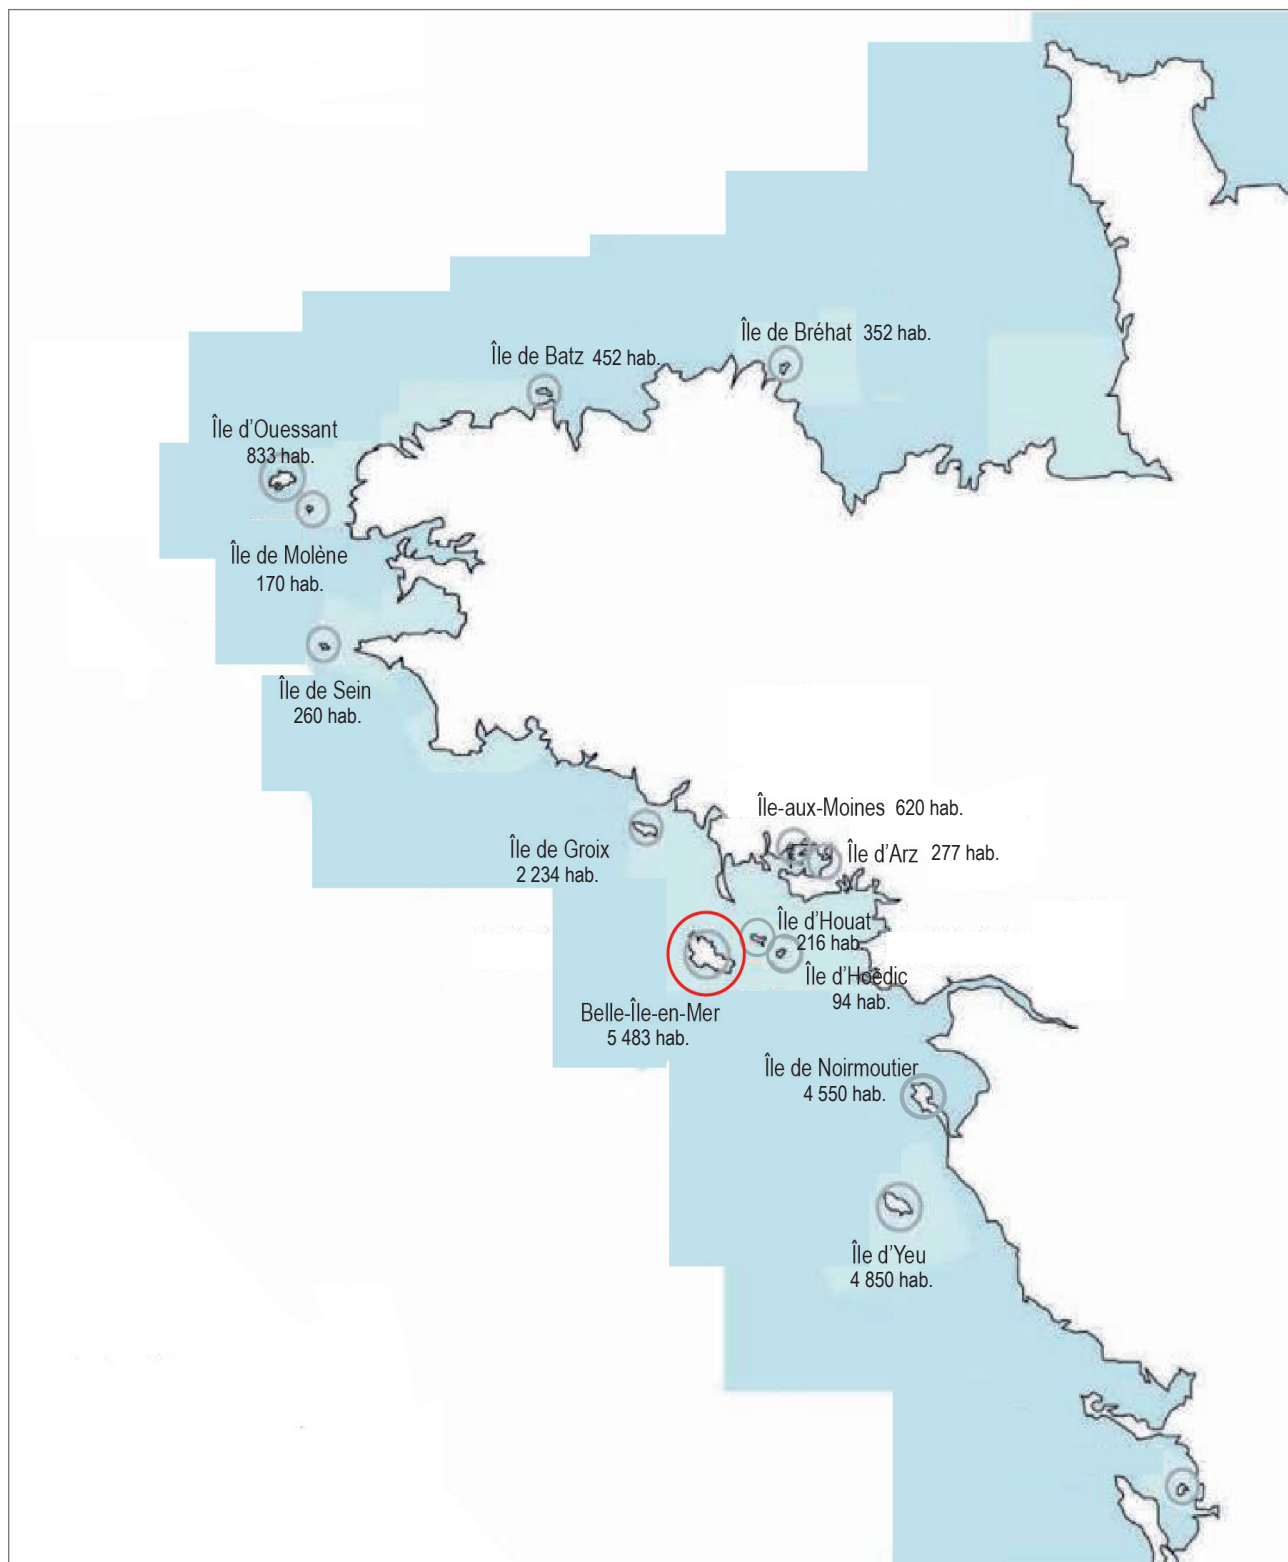 Île de Bréhat 352 hab.
Île de Batz 452 hab.
Île d'Ouessant
833 hab.
Île de Molène
170 hab.
Île de Sein
260 hab.
Île-aux-Moines 620 hab.
Île d'Arz 277 hab.
Île de Groix
2 234 hab.
Île d'Houat
216 hab.
Île d'Hoëdic
94 hab.
Belle-Île-en-Mer
5 483 hab.
Île de Noirmoutier
4 550 hab.
Île d'Yeu
4 850 hab.